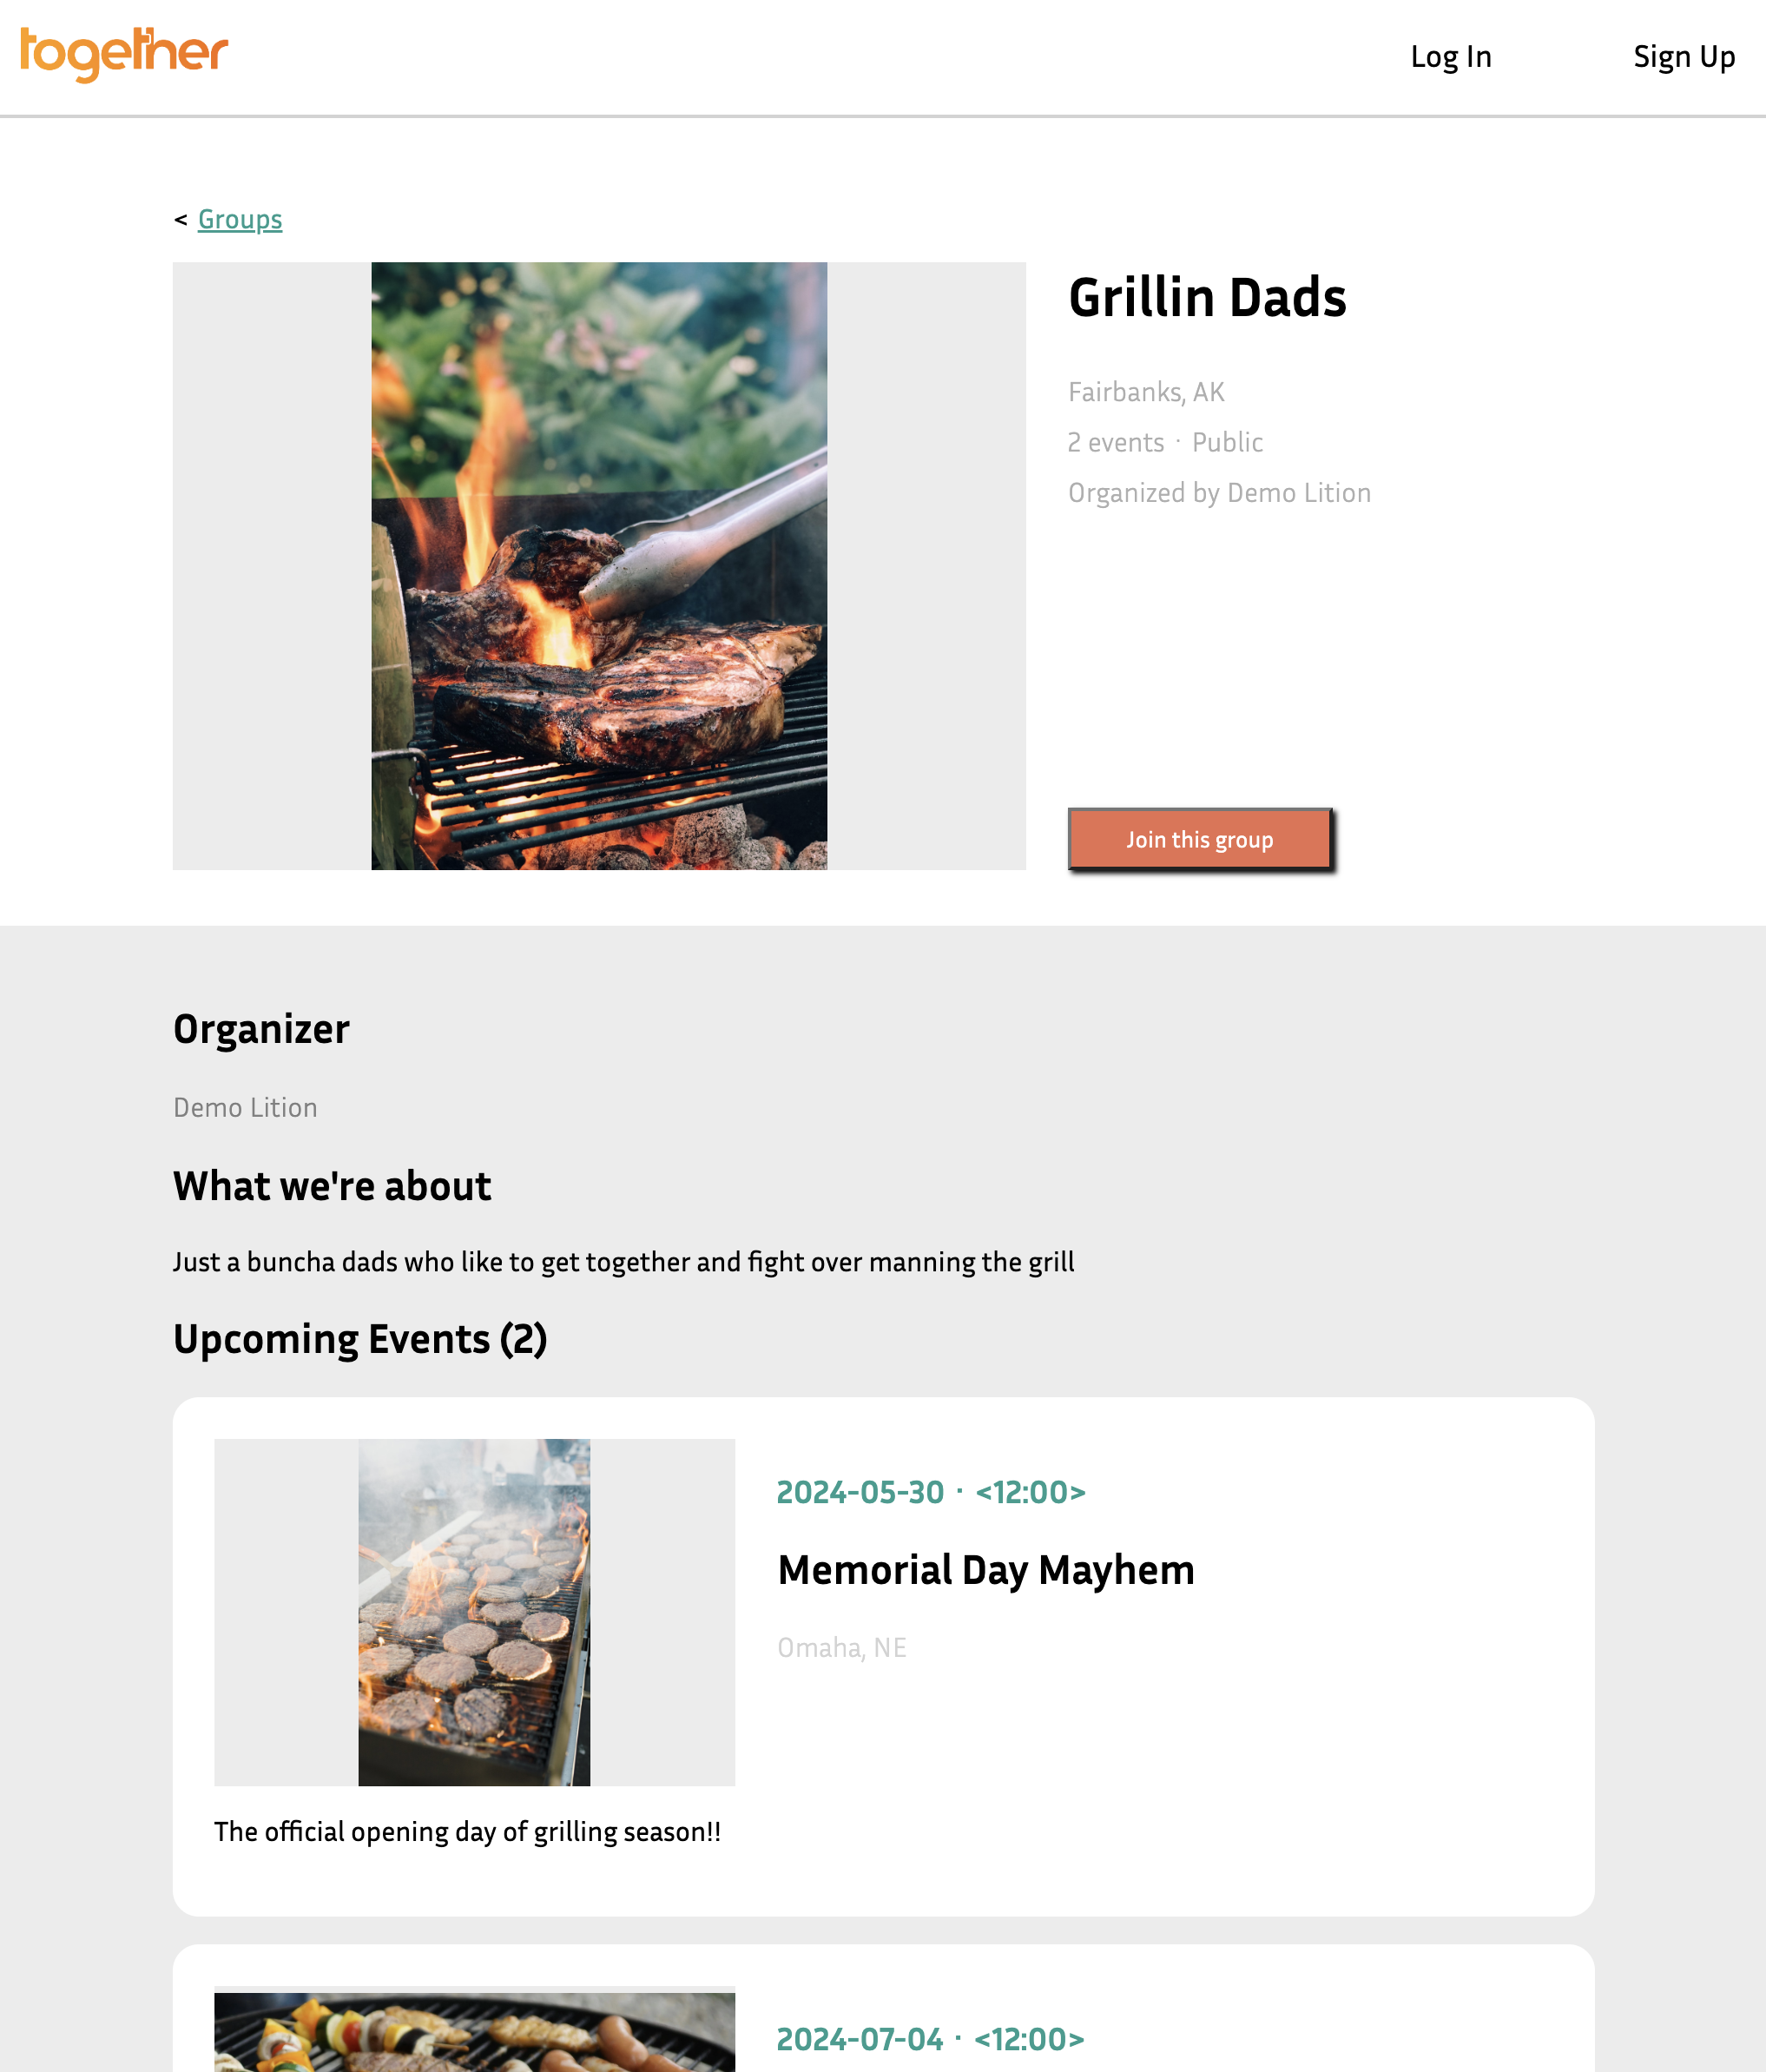 together
Log In
Sign Up
< Groups
Grillin Dads
Fairbanks, AK
2 events · Public
Organized by Demo Lition
Join this group
Organizer
Demo Lition
What we're about
Just a buncha dads who like to get together and fight over manning the grill
Upcoming Events (2)
2024-05-30 · <12:00>
Memorial Day Mayhem
Omaha, NE
The official opening day of grilling season!!
2024-07-04 · <12:00>